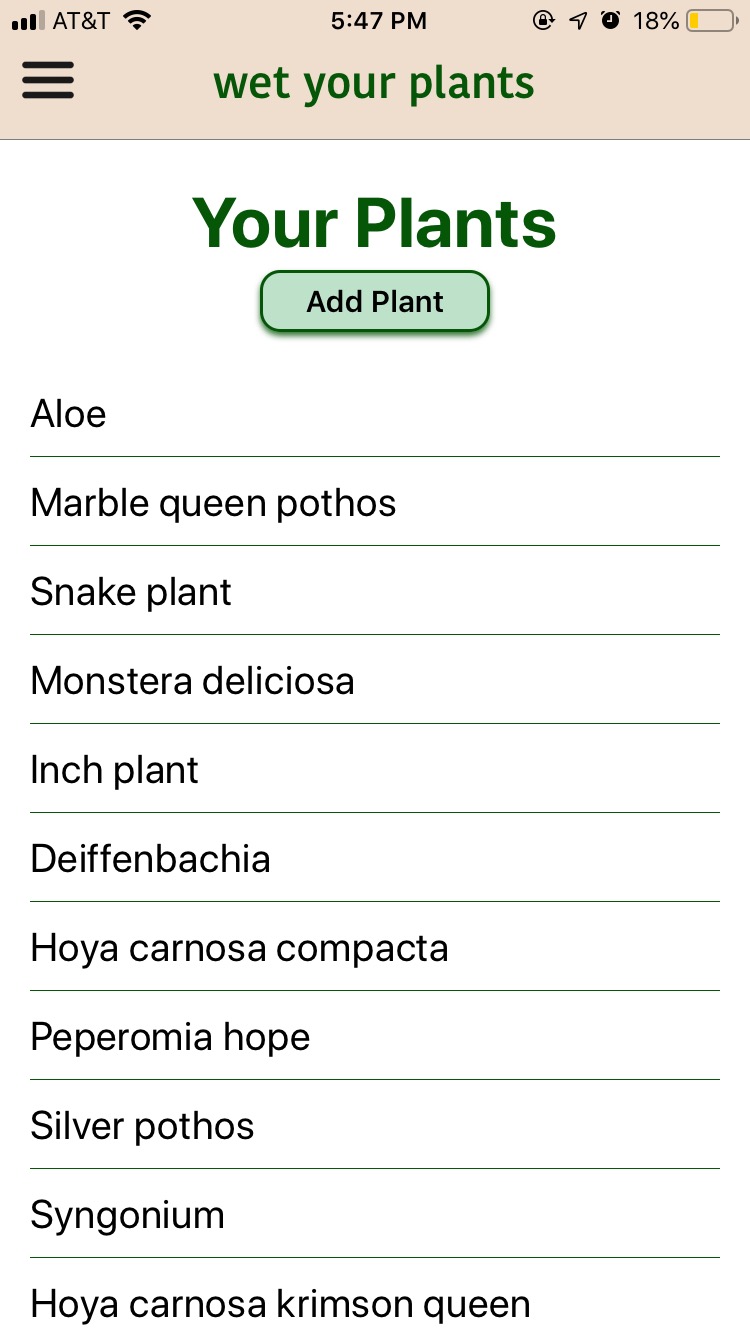 AT&T 5:47 PM 18%
wet your plants
Your Plants
Add Plant
Aloe
Marble queen pothos
Snake plant
Monstera deliciosa
Inch plant
Deiffenbachia
Hoya carnosa compacta
Peperomia hope
Silver pothos
Syngonium
Hoya carnosa krimson queen